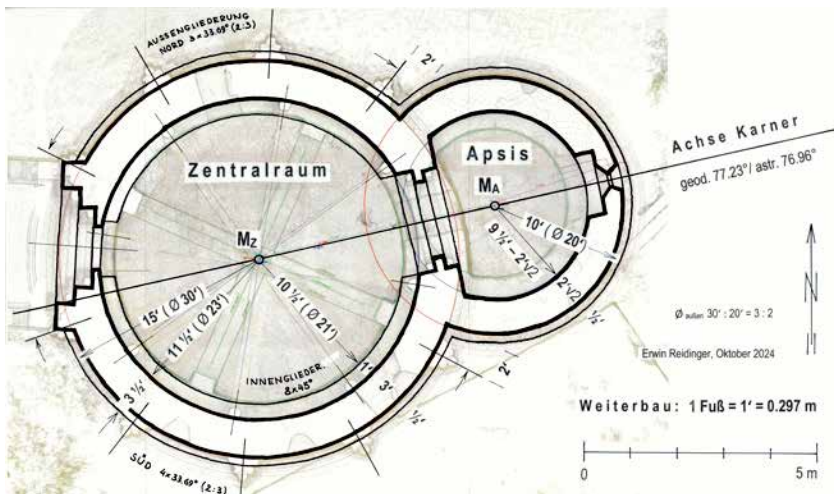 AUSSENGLIEDERUNG
NORD 3 x 33.69° (2:3)
2'
Zentralraum
Apsis
Achse Karner
geod. 77.23° / astr. 76.96°
MA
MZ
10' (Ø 20')
9 ½' – 2'√2
2'√2
½'
15' (Ø 30')
11 ½' (Ø 23')
10 ½' (Ø 21')
N
Ø außen 30' : 20' = 3 : 2
Erwin Reidinger, Oktober 2024
INNENGLIEDER.
8x45°
1'
3'
3 ½'
½'
2'
SÜD 4 x 33.69° (2:3)
Weiterbau: 1 Fuß = 1' = 0.297 m
0
5 m